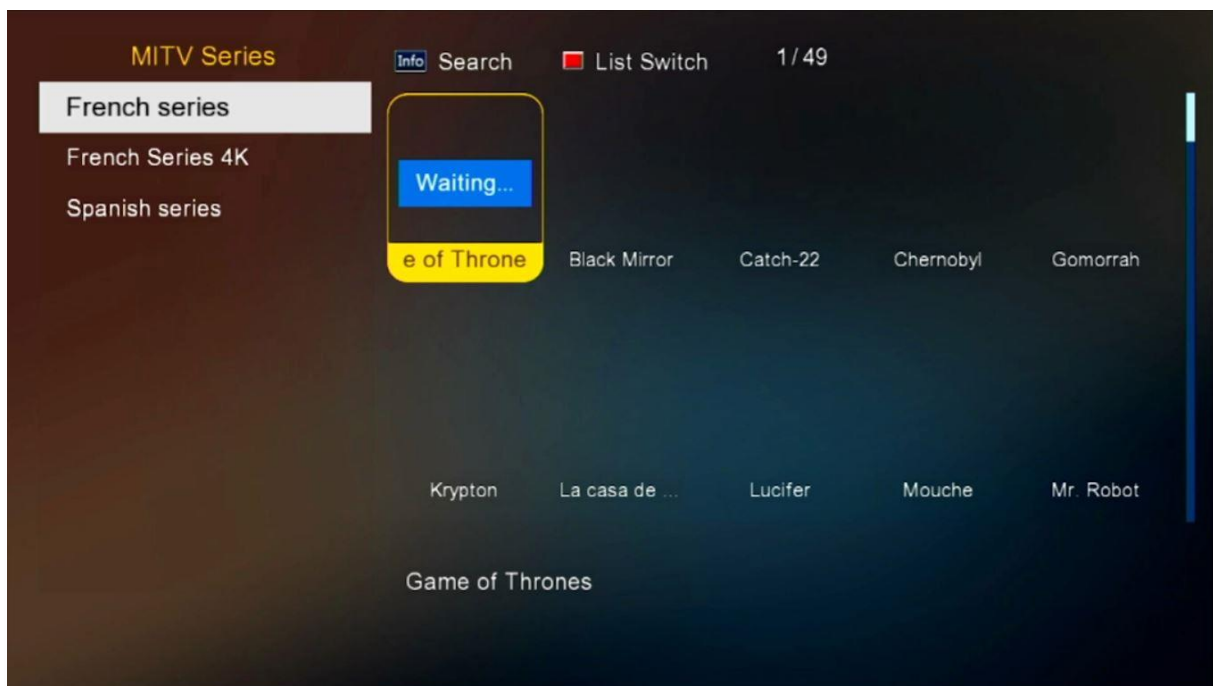 MITV Series
Info Search List Switch 1/49
French series
French Series 4K
Spanish series
Waiting...
e of Throne Black Mirror Catch-22 Chernobyl Gomorrah
Krypton La casa de ... Lucifer Mouche Mr. Robot
Game of Thrones